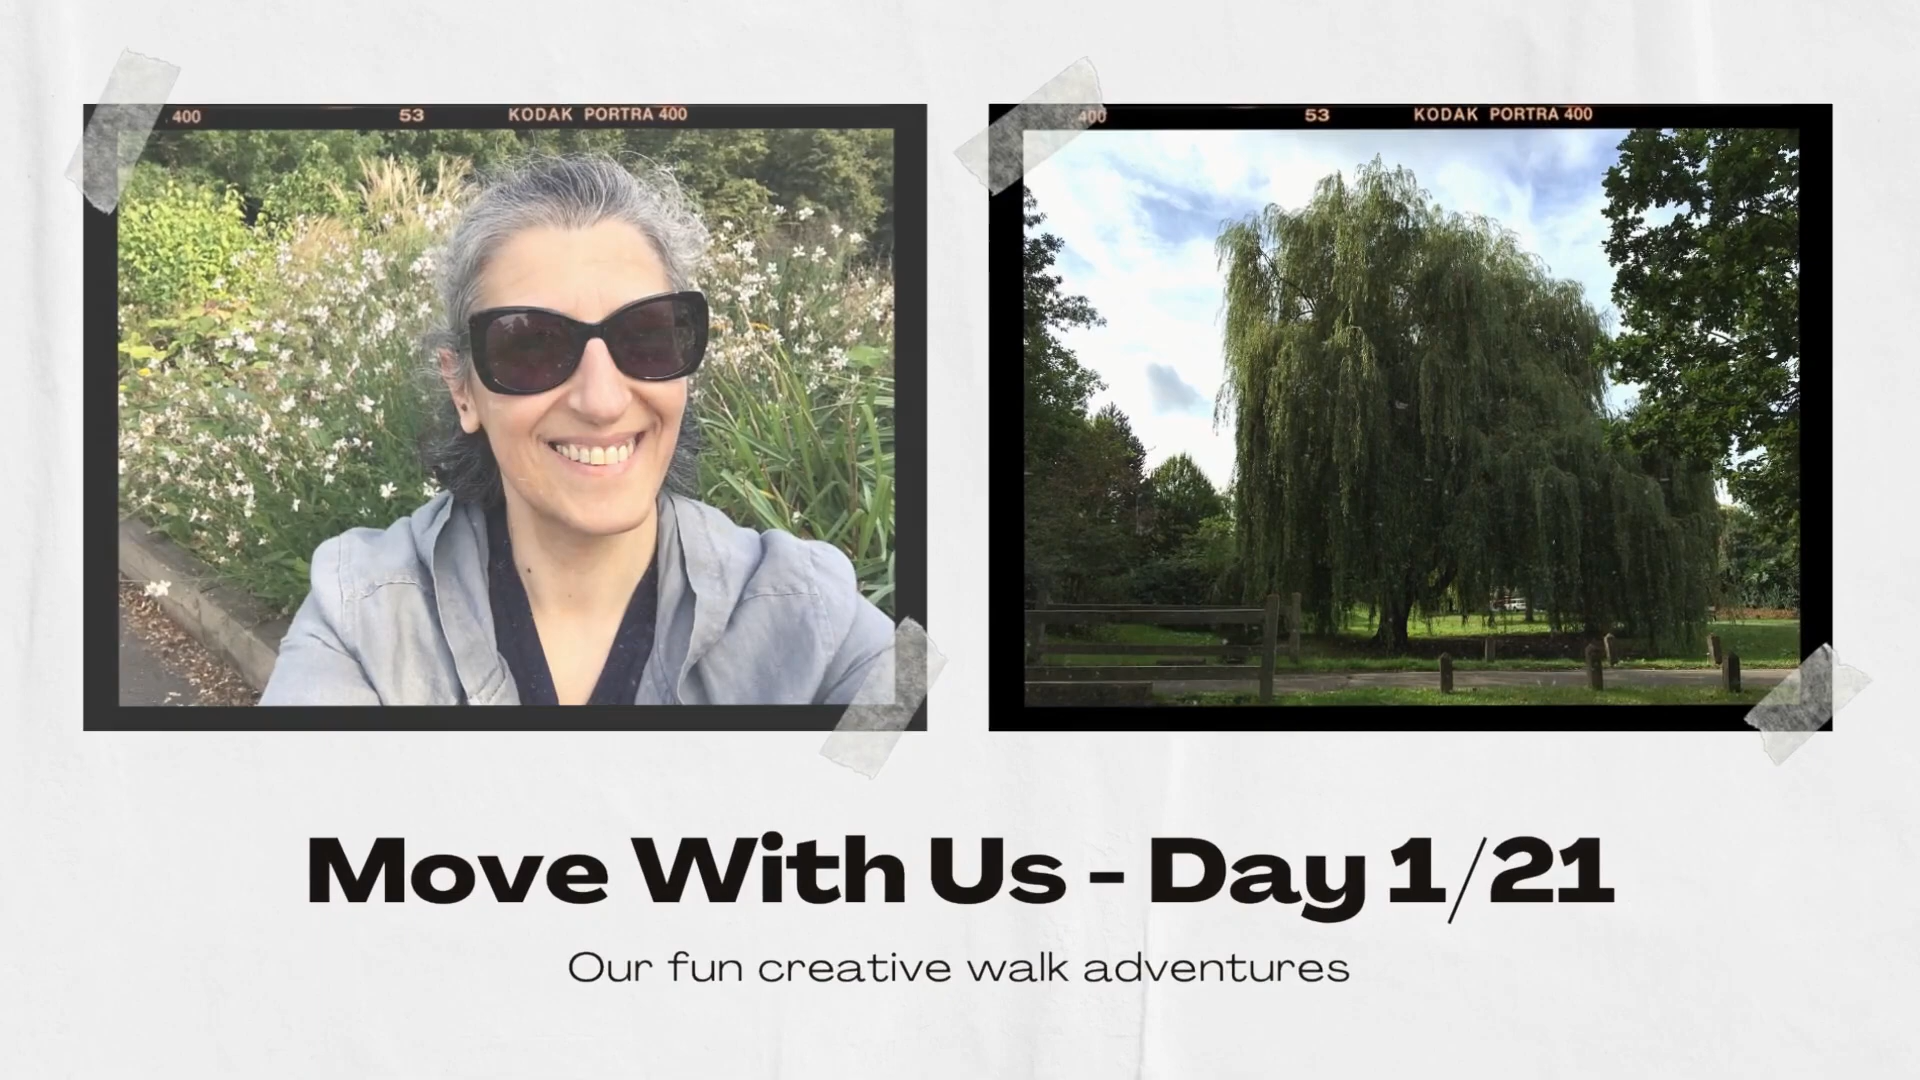 400 53 KODAK PORTRA 400
400 53 KODAK PORTRA 400
Move With Us - Day 1/21
Our fun creative walk adventures